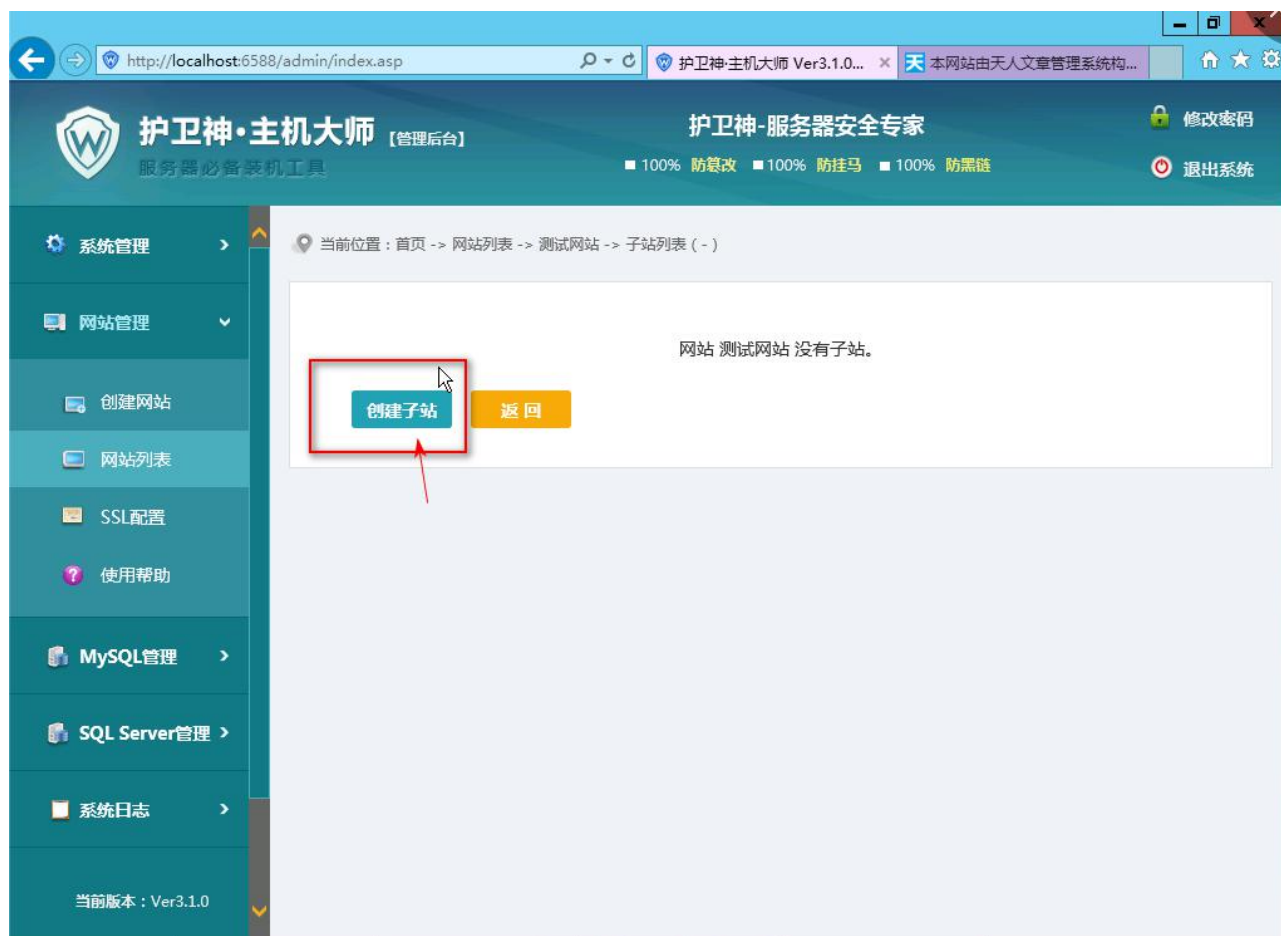 http://localhost:6588/admin/index.asp
护卫神·主机大师 Ver3.1.0...
天 本网站由天人文章管理系统构...
护卫神·主机大师 【管理后台】
服务器必备装机工具
护卫神-服务器安全专家
100% 防篡改 100% 防挂马 100% 防黑链
修改密码
退出系统
系统管理
当前位置：首页 -> 网站列表 -> 测试网站 -> 子站列表 ( - )
网站管理
网站 测试网站 没有子站。
创建子站 返 回
创建网站
网站列表
SSL配置
使用帮助
MySQL管理
SQL Server管理
系统日志
当前版本：Ver3.1.0